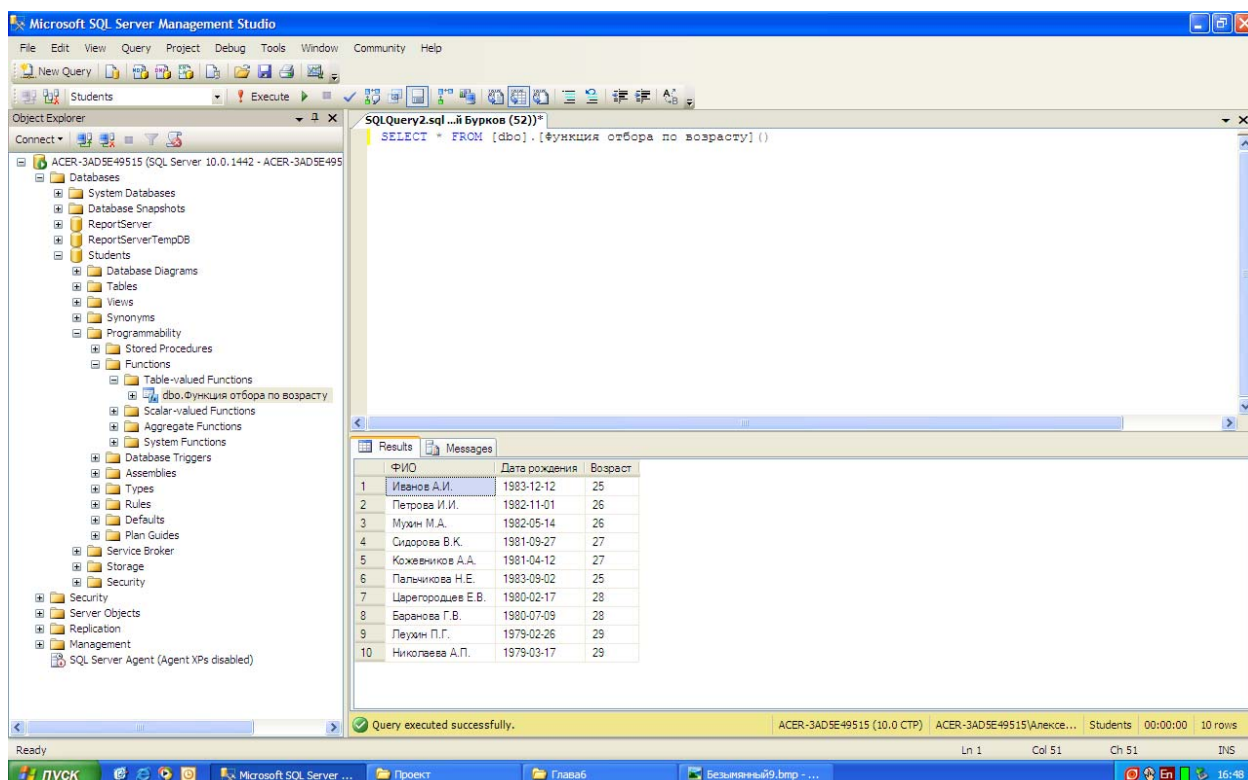 Microsoft SQL Server Management Studio
File Edit View Query Project Debug Tools Window Community Help
New Query
Students Execute
Object Explorer
SQLQuery2.sql ...й Бурков (52))*
Connect
SELECT * FROM [dbo].[Функция отбора по возрасту]()
ACER-3AD5E49515 (SQL Server 10.0.1442 - ACER-3AD5E495
Databases
System Databases
Database Snapshots
ReportServer
ReportServerTempDB
Students
Database Diagrams
Tables
Views
Synonyms
Programmability
Stored Procedures
Functions
Table-valued Functions
dbo.Функция отбора по возрасту
Scalar-valued Functions
Aggregate Functions
System Functions
Database Triggers
Assemblies
Types
Rules
Defaults
Plan Guides
Service Broker
Storage
Security
Security
Server Objects
Replication
Management
SQL Server Agent (Agent XPs disabled)
Results Messages
ФИО Дата рождения Возраст
1 Иванов А.И. 1983-12-12 25
2 Петрова И.И. 1982-11-01 26
3 Мухин М.А. 1982-05-14 26
4 Сидорова В.К. 1981-09-27 27
5 Кожевников А.А. 1981-04-12 27
6 Пальчикова Н.Е. 1983-09-02 25
7 Царегородцев Е.В. 1980-02-17 28
8 Баранова Г.В. 1980-07-09 28
9 Леухин П.Г. 1979-02-26 29
10 Николаева А.П. 1979-03-17 29
Query executed successfully. ACER-3AD5E49515 (10.0 CTP) ACER-3AD5E49515\Алексе... Students 00:00:00 10 rows
Ready Ln 1 Col 51 Ch 51 INS
пуск Microsoft SQL Server ... Проект Глава6 Безымянный9.bmp - ... En 16:48